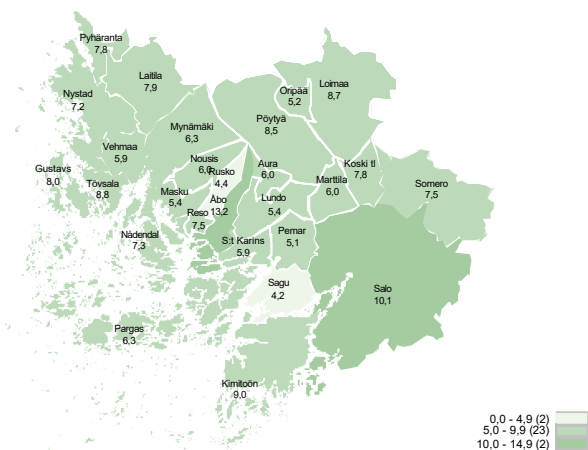 Pyhäranta
7,8
Laitila
7,9
Nystad
7,2
Loimaa
8,7
Oripää
5,2
Pöytyä
8,5
Mynämäki
6,3
Vehmaa
5,9
Gustavs
8,0
Tövsala
8,8
Nousis
6,0
Rusko
4,4
Aura
6,0
Koski tl
7,8
Marttila
6,0
Somero
7,5
Masku
5,4
Åbo
13,2
Lundo
5,4
Reso
7,5
Nådendal
7,3
S:t Karins
5,9
Pemar
5,1
Sagu
4,2
Salo
10,1
Pargas
6,3
Kimitoön
9,0
0,0 - 4,9 (2)
5,0 - 9,9 (23)
10,0 - 14,9 (2)